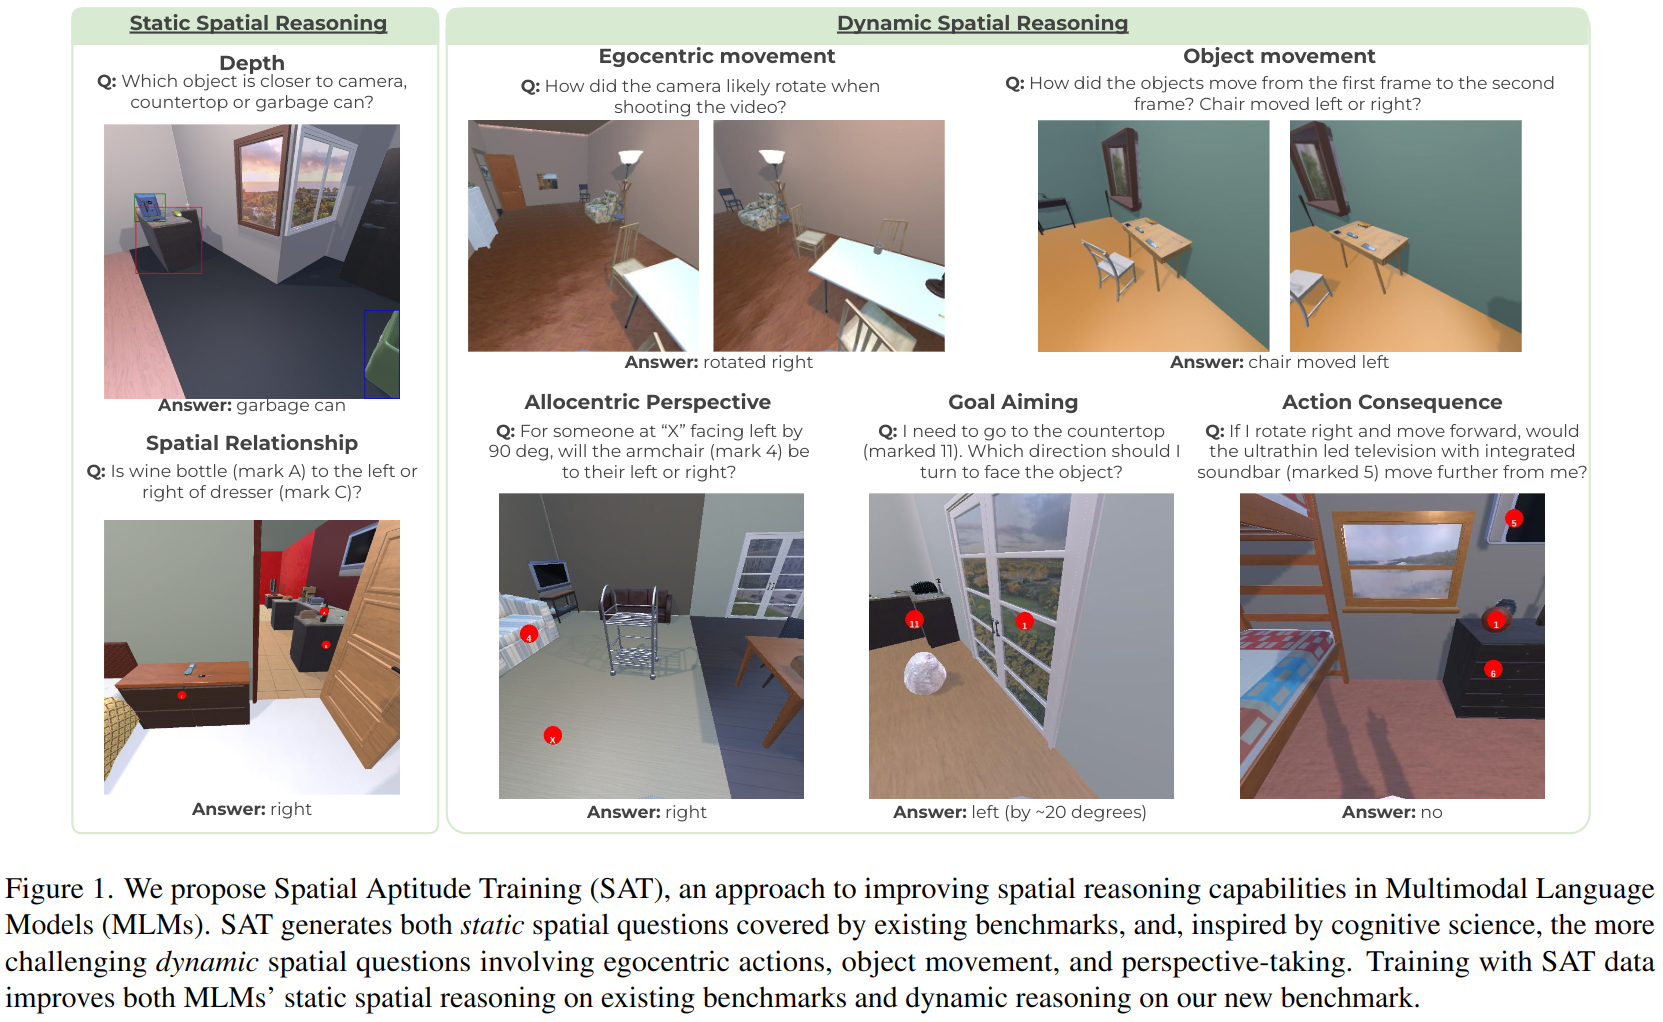 Static Spatial Reasoning
Depth
Q: Which object is closer to camera,
countertop or garbage can?
Answer: garbage can
Spatial Relationship
Q: Is wine bottle (mark A) to the left or
right of dresser (mark C)?
Answer: right
Dynamic Spatial Reasoning
Egocentric movement
Q: How did the camera likely rotate when
shooting the video?
Answer: rotated right
Object movement
Q: How did the objects move from the first frame to the second
frame? Chair moved left or right?
Answer: chair moved left
Allocentric Perspective
Q: For someone at “X” facing left by
90 deg, will the armchair (mark 4) be
to their left or right?
4
X
Answer: right
Goal Aiming
Q: I need to go to the countertop
(marked 11). Which direction should I
turn to face the object?
11
1
Answer: left (by ~20 degrees)
Action Consequence
Q: If I rotate right and move forward, would
the ultrathin led television with integrated
soundbar (marked 5) move further from me?
5
1
6
Answer: no
Figure 1. We propose Spatial Aptitude Training (SAT), an approach to improving spatial reasoning capabilities in Multimodal Language
Models (MLMs). SAT generates both static spatial questions covered by existing benchmarks, and, inspired by cognitive science, the more
challenging dynamic spatial questions involving egocentric actions, object movement, and perspective-taking. Training with SAT data
improves both MLMs’ static spatial reasoning on existing benchmarks and dynamic reasoning on our new benchmark.